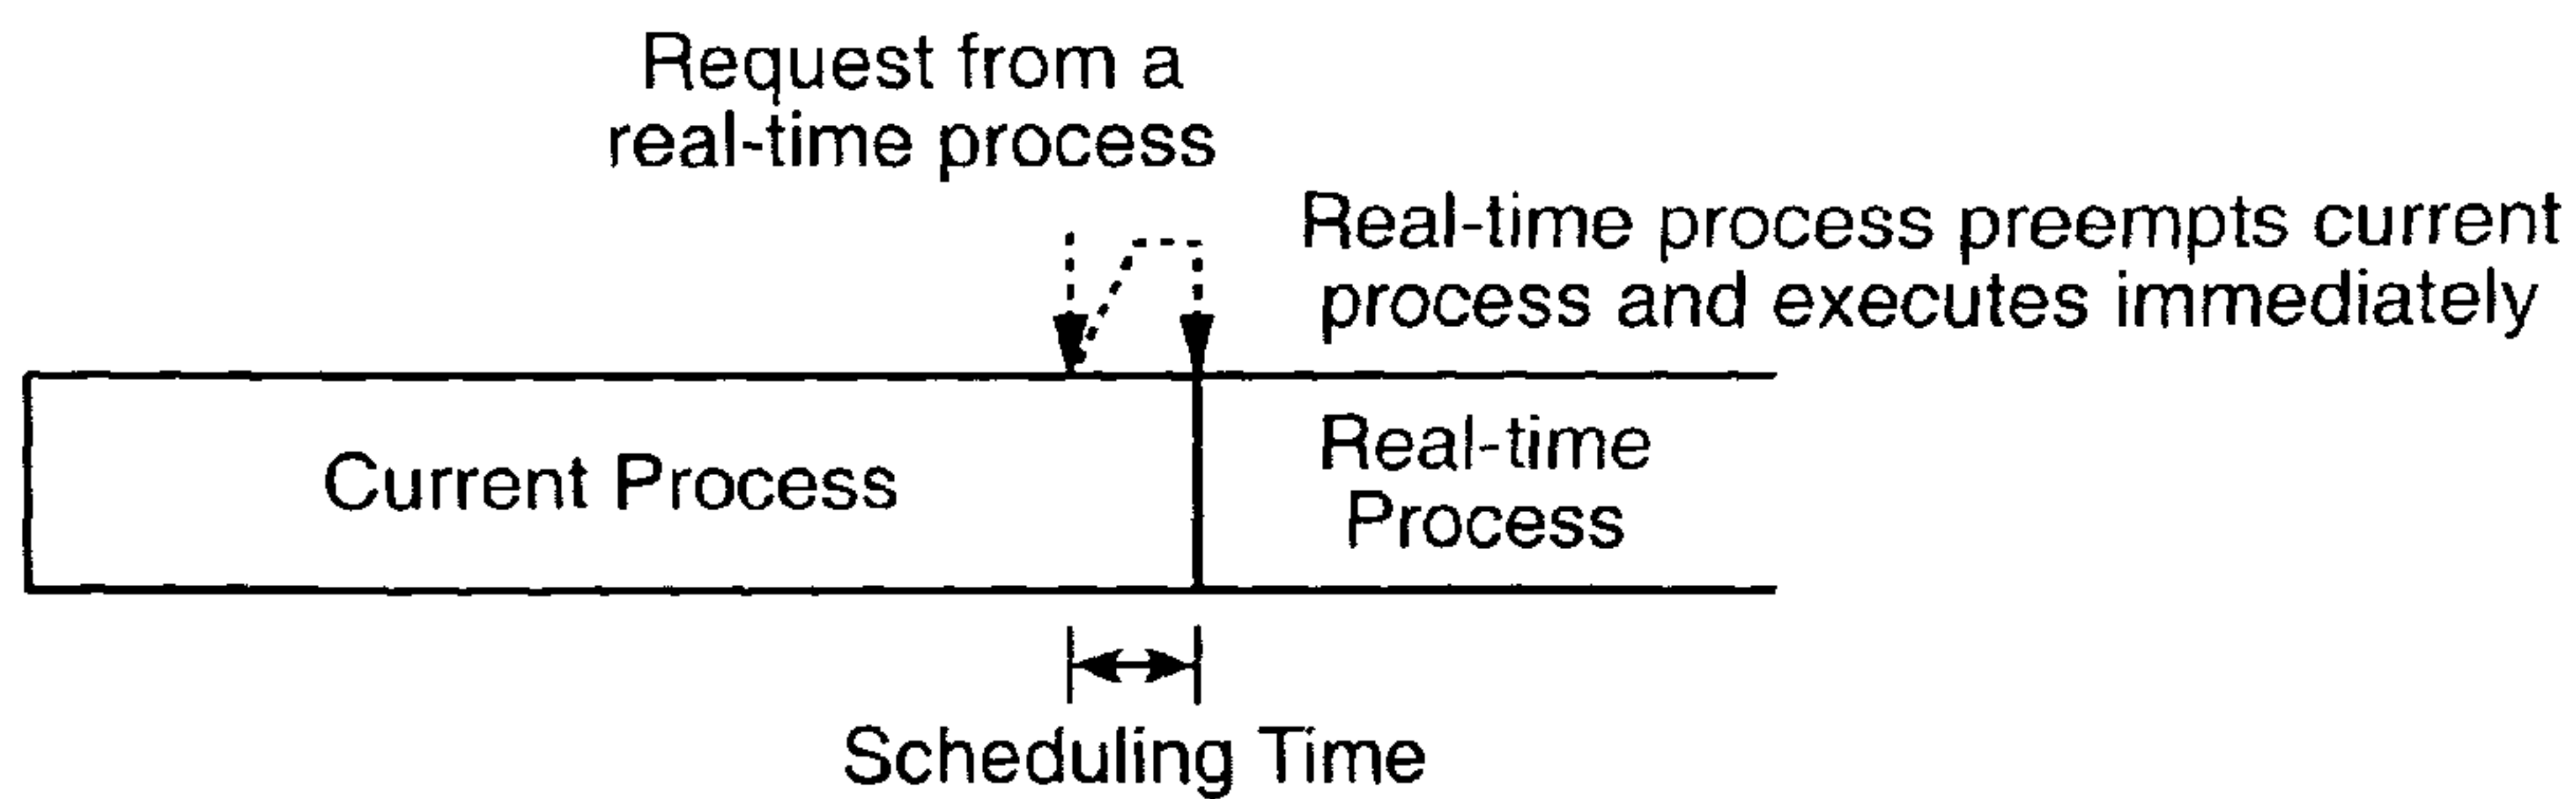 Request from a
real-time process
Real-time process preempts current
process and executes immediately
Current Process
Real-time
Process
Scheduling Time